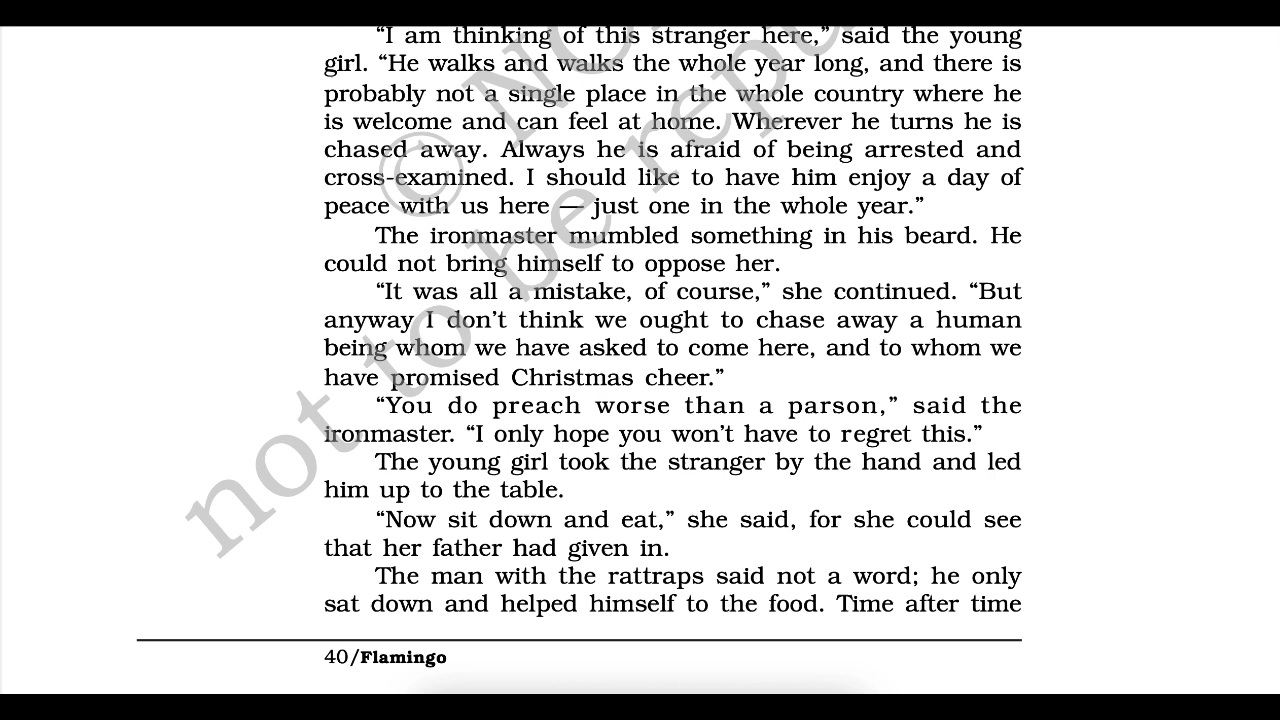 “I am thinking of this stranger here,” said the young
girl. “He walks and walks the whole year long, and there is
probably not a single place in the whole country where he
is welcome and can feel at home. Wherever he turns he is
chased away. Always he is afraid of being arrested and
cross-examined. I should like to have him enjoy a day of
peace with us here — just one in the whole year.”
The ironmaster mumbled something in his beard. He
could not bring himself to oppose her.
“It was all a mistake, of course,” she continued. “But
anyway I don’t think we ought to chase away a human
being whom we have asked to come here, and to whom we
have promised Christmas cheer.”
“You do preach worse than a parson,” said the
ironmaster. “I only hope you won’t have to regret this.”
The young girl took the stranger by the hand and led
him up to the table.
“Now sit down and eat,” she said, for she could see
that her father had given in.
The man with the rattraps said not a word; he only
sat down and helped himself to the food. Time after time
40/Flamingo
©
not to be